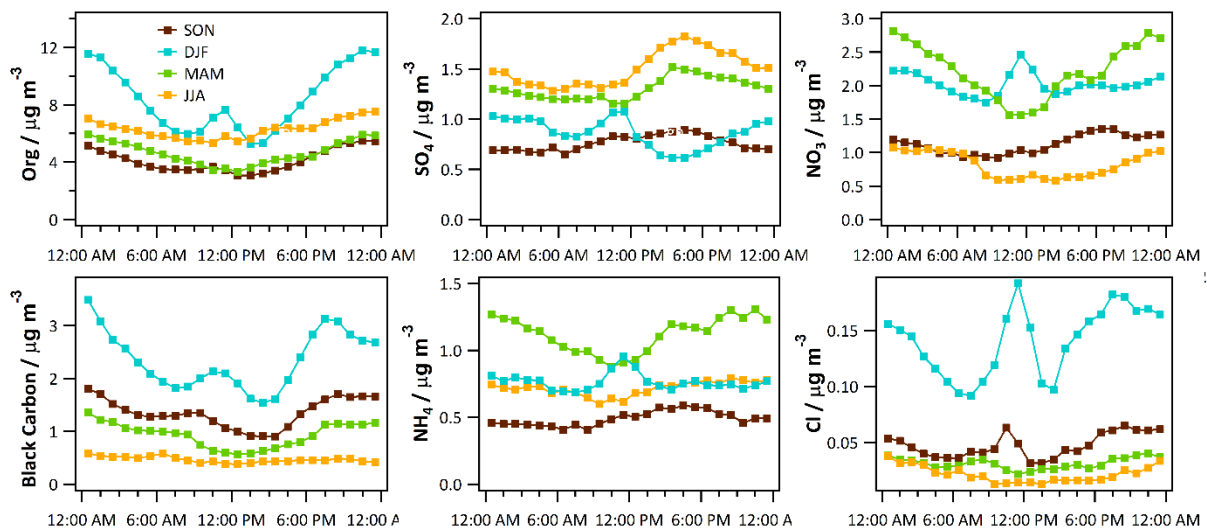 Org / μg m⁻³
12
8
4
0
SON
DJF
MAM
JJA
12:00 AM 6:00 AM 12:00 PM 6:00 PM 12:00 AM
SO₄ / μg m⁻³
2.0
1.5
1.0
0.5
0.0
12:00 AM 6:00 AM 12:00 PM 6:00 PM 12:00 AM
NO₃ / μg m⁻³
3.0
2.5
2.0
1.5
1.0
0.5
0.0
12:00 AM 6:00 AM 12:00 PM 6:00 PM 12:00 AM
Black Carbon / μg m⁻³
3
2
1
0
12:00 AM 6:00 AM 12:00 PM 6:00 PM 12:00 A
NH₄ / μg m⁻³
1.5
1.0
0.5
0.0
12:00 AM 6:00 AM 12:00 PM 6:00 PM 12:00 A
Cl / μg m⁻³
0.15
0.10
0.05
12:00 AM 6:00 AM 12:00 PM 6:00 PM 12:00 AM